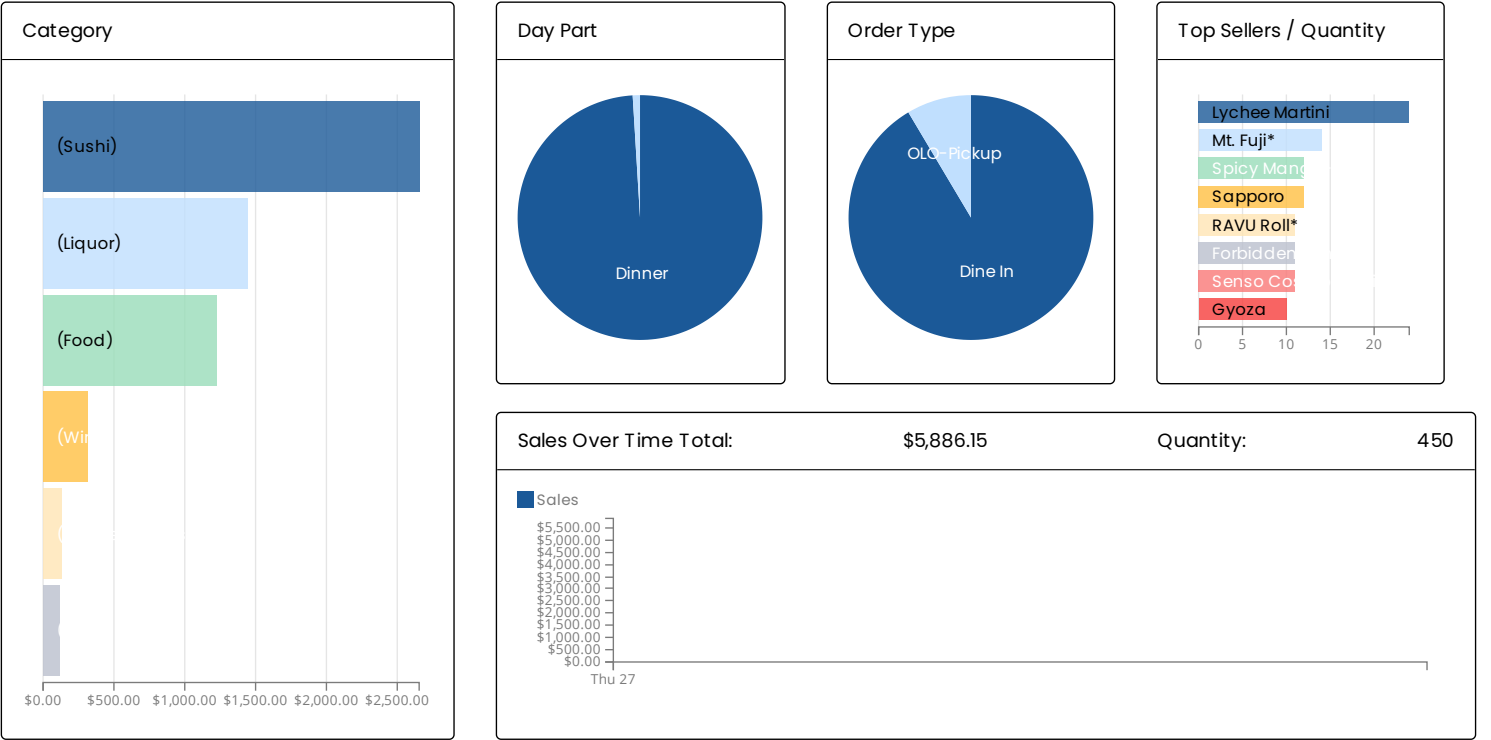 Category
(Sushi)
(Liquor)
(Food)
$0.00 $500.00 $1,000.00 $1,500.00 $2,000.00 $2,500.00
Day Part
Dinner
Order Type
OLO-Pickup
Dine In
Top Sellers / Quantity
Lychee Martini
Mt. Fuji*
Spicy
Sapporo
RAVU Roll*
Forbidden
Senso
Gyoza
0 5 10 15 20
Sales Over Time Total: $5,886.15 Quantity: 450
Sales
$5,500.00
$5,000.00
$4,500.00
$4,000.00
$3,500.00
$3,000.00
$2,500.00
$2,000.00
$1,500.00
$1,000.00
$500.00
$0.00
Thu 27